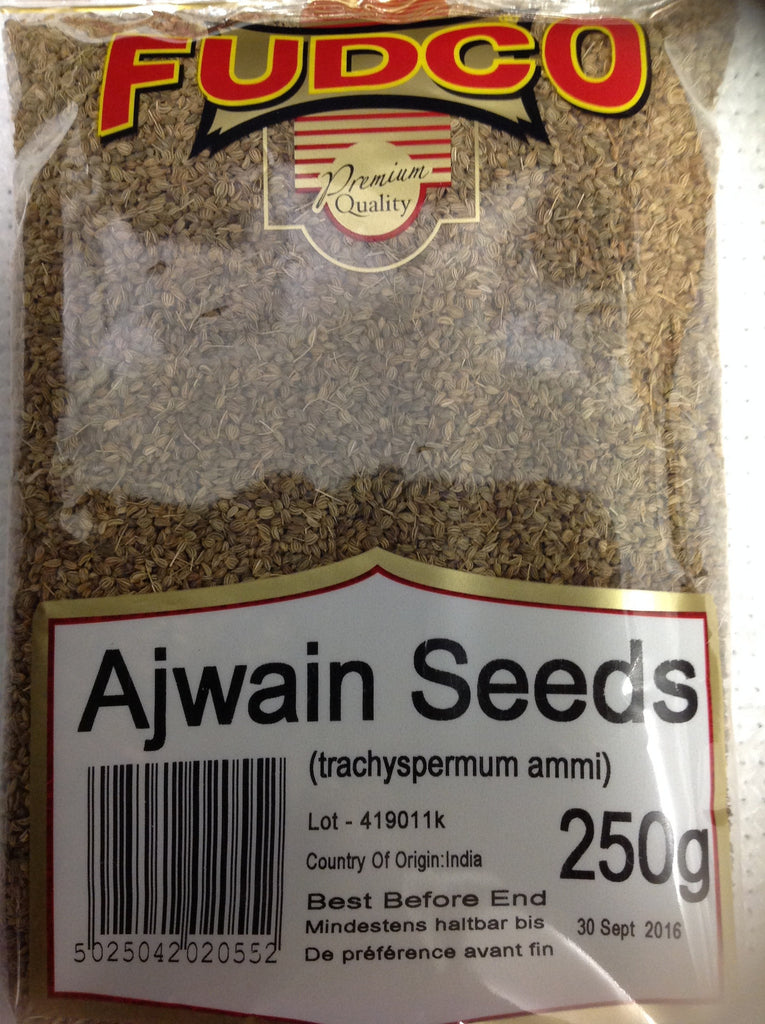 FUDCO
Premium
Quality
Ajwain Seeds
(trachyspermum ammi)
Lot - 419011k
Country Of Origin:India
250g
Best Before End
Mindestens haltbar bis
De préférence avant fin
30 Sept 2016
5025042020552